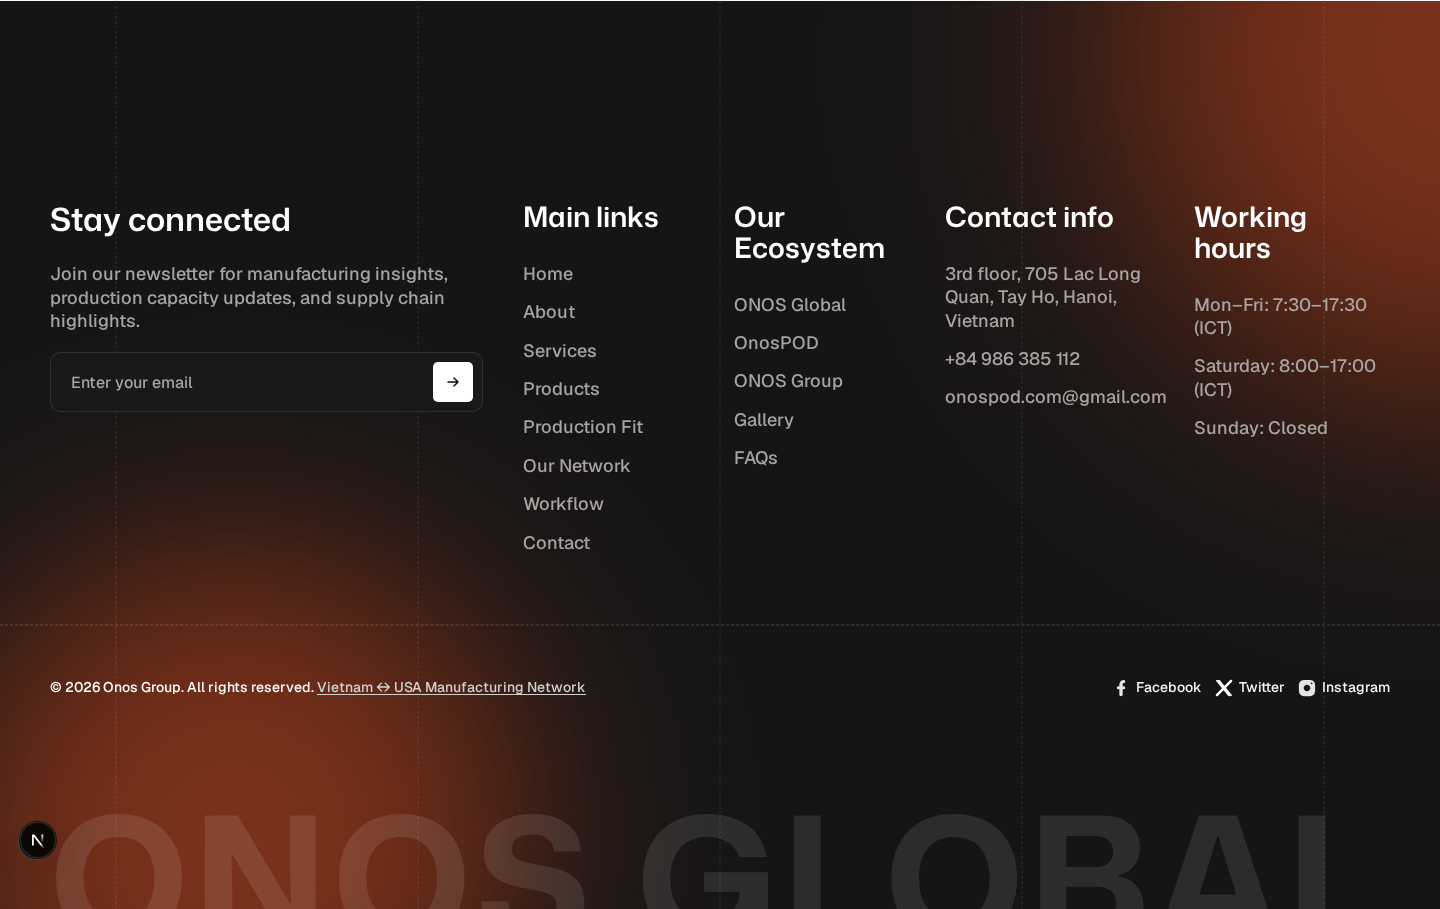 Stay connected
Join our newsletter for manufacturing insights,
production capacity updates, and supply chain
highlights.
Enter your email
Main links
Home
About
Services
Products
Production Fit
Our Network
Workflow
Contact
Our
Ecosystem
ONOS Global
OnosPOD
ONOS Group
Gallery
FAQs
Contact info
3rd floor, 705 Lac Long
Quan, Tay Ho, Hanoi,
Vietnam
+84 986 385 112
onospod.com@gmail.com
Working
hours
Mon–Fri: 7:30–17:30
(ICT)
Saturday: 8:00–17:00
(ICT)
Sunday: Closed
© 2026 Onos Group. All rights reserved. Vietnam ↔ USA Manufacturing Network
Facebook
Twitter
Instagram
N
ONOS GLOBAL